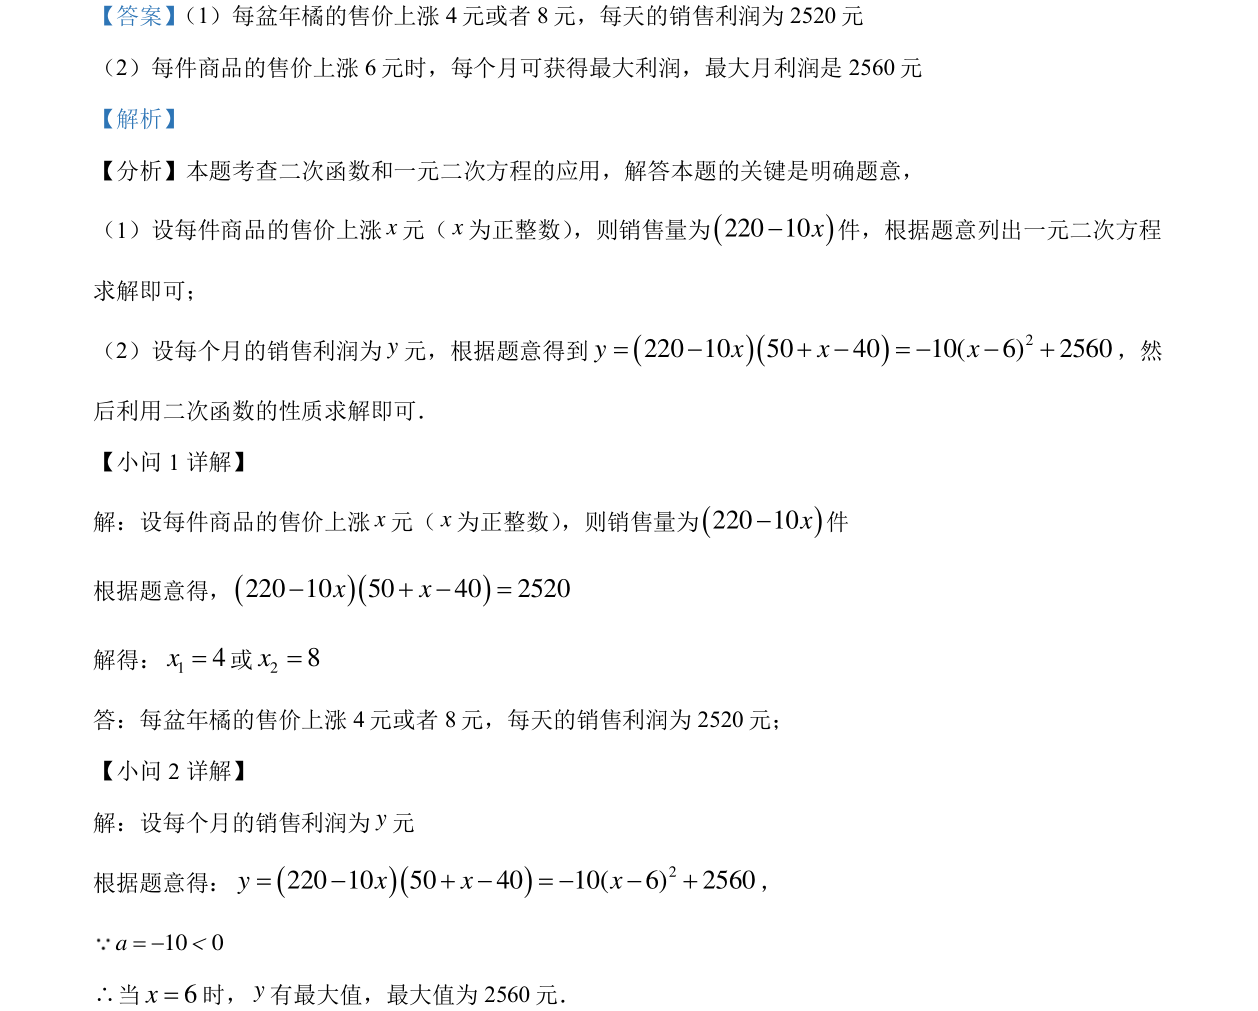 【答案】（1）每盆年橘的售价上涨 4 元或者 8 元，每天的销售利润为 2520 元
（2）每件商品的售价上涨 6 元时，每个月可获得最大利润，最大月利润是 2560 元
【解析】
【分析】本题考查二次函数和一元二次方程的应用，解答本题的关键是明确题意，
（1）设每件商品的售价上涨 x 元（ x 为正整数），则销售量为(220−10x)件，根据题意列出一元二次方程
求解即可；
（2）设每个月的销售利润为 y 元，根据题意得到 y=(220−10x)(50+x−40)=−10(x−6)²+2560，然
后利用二次函数的性质求解即可．
【小问 1 详解】
解：设每件商品的售价上涨 x 元（ x 为正整数），则销售量为(220−10x)件
根据题意得，(220−10x)(50+x−40)=2520
解得：x₁=4或x₂=8
答：每盆年橘的售价上涨 4 元或者 8 元，每天的销售利润为 2520 元；
【小问 2 详解】
解：设每个月的销售利润为 y 元
根据题意得：y=(220−10x)(50+x−40)=−10(x−6)²+2560，
∵a=−10<0
∴当x=6时，y 有最大值，最大值为 2560 元．